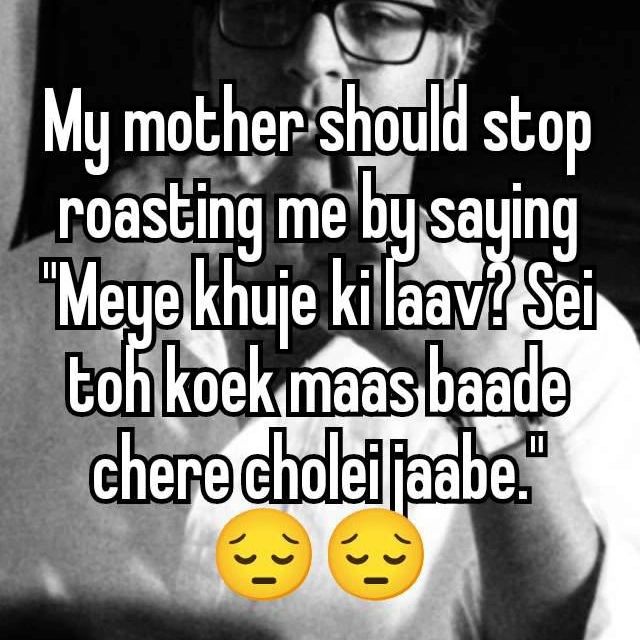 My mother should stop
roasting me by saying
"Meye khuje ki laav? Sei
toh koek maas baade
chere cholei jaabe."
😔😔